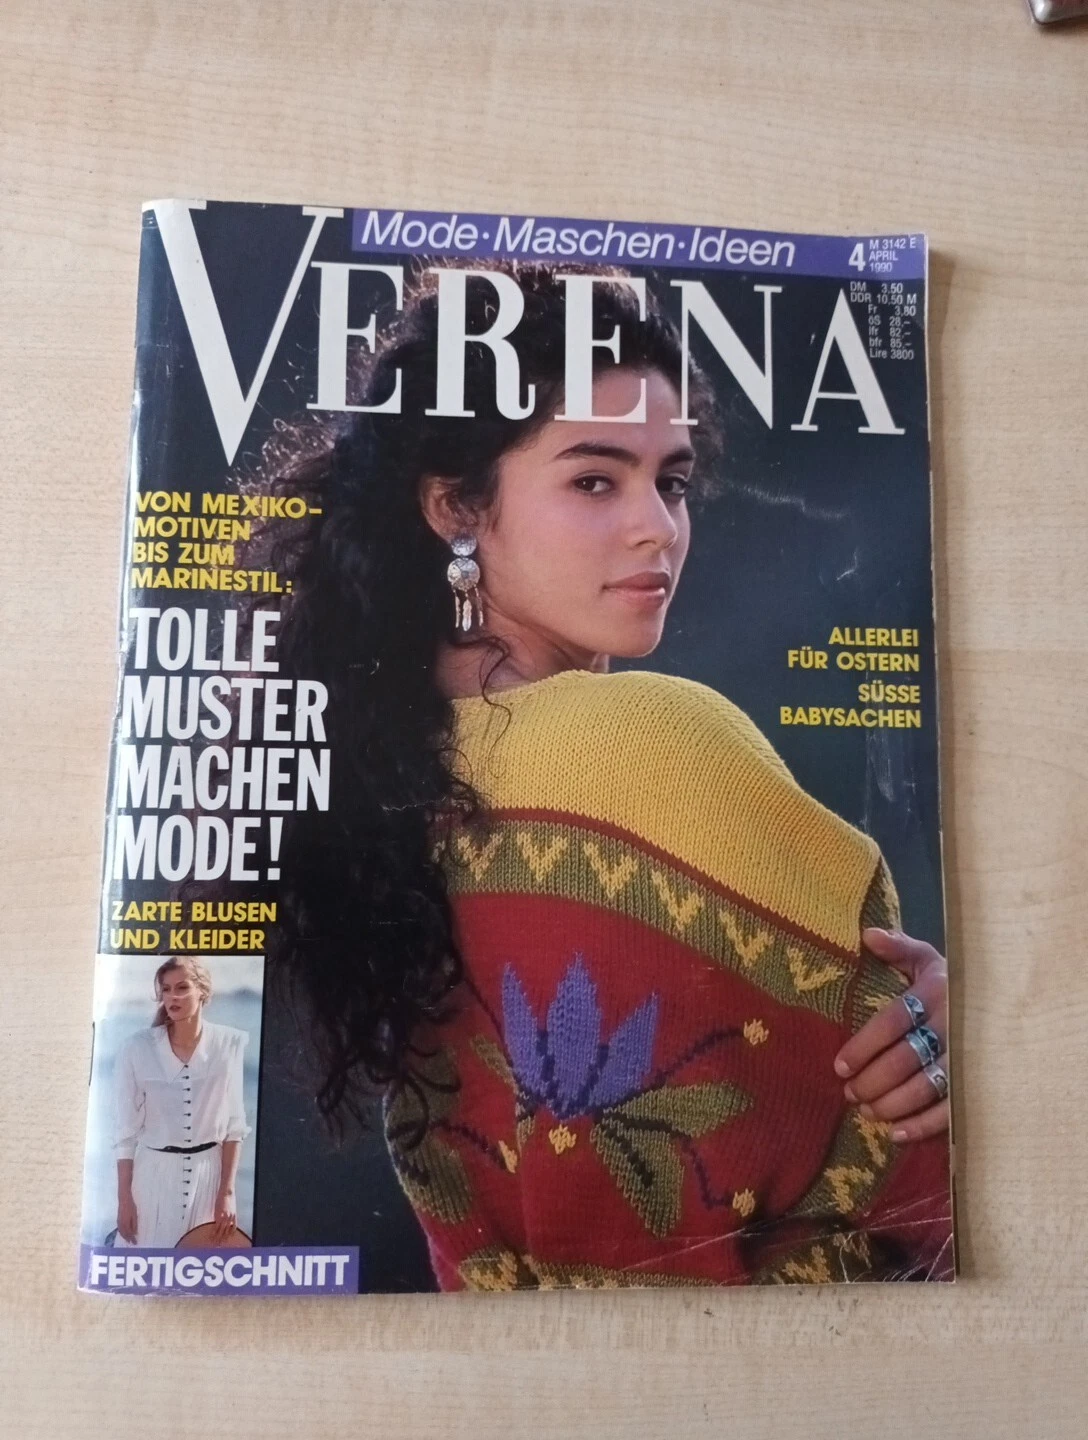 Mode·Maschen·Ideen
4
M 3142 E
APRIL
1990
VERENA
DM 3.50
DDR 10,50 M
Fr 3,80
öS 28,–
lfr 82,–
bfr 85,–
Lire 3800
VON MEXIKO-
MOTIVEN
BIS ZUM
MARINESTIL:
TOLLE
MUSTER
MACHEN
MODE!
ALLERLEI
FÜR OSTERN
SÜSSE
BABYSACHEN
ZARTE BLUSEN
UND KLEIDER
FERTIGSCHNITT